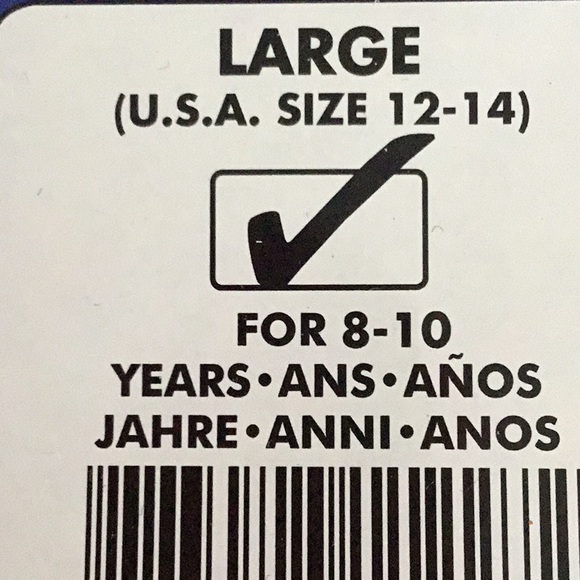 LARGE
(U.S.A. SIZE 12-14)
FOR 8-10
YEARS•ANS•AÑOS
JAHRE•ANNI•ANOS